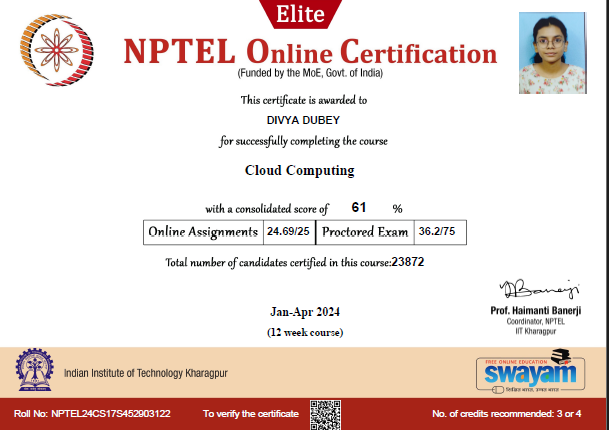 Elite
NPTEL Online Certification
(Funded by the MoE, Govt. of India)
This certificate is awarded to
DIVYA DUBEY
for successfully completing the course
Cloud Computing
with a consolidated score of 61 %
Online Assignments 24.69/25 Proctored Exam 36.2/75
Total number of candidates certified in this course:23872
Jan-Apr 2024
(12 week course)
Prof. Haimanti Banerji
Coordinator, NPTEL
IIT Kharagpur
Indian Institute of Technology Kharagpur
FREE ONLINE EDUCATION
swayam
शिक्षित भारत, उन्नत भारत
Roll No: NPTEL24CS17S452903122 To verify the certificate No. of credits recommended: 3 or 4